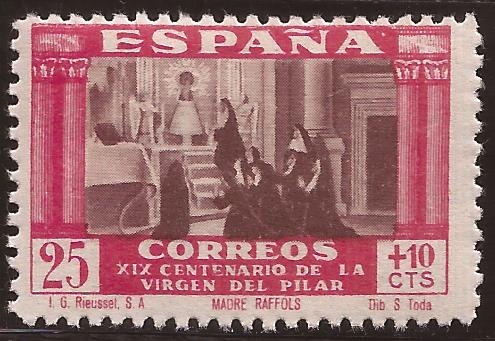 ESPAÑA
25 CORREOS +10 CTS
XIX CENTENARIO DE LA
VIRGEN DEL PILAR
I. G. Rieusset, S. A MADRE RAFFOLS Dib S Toda